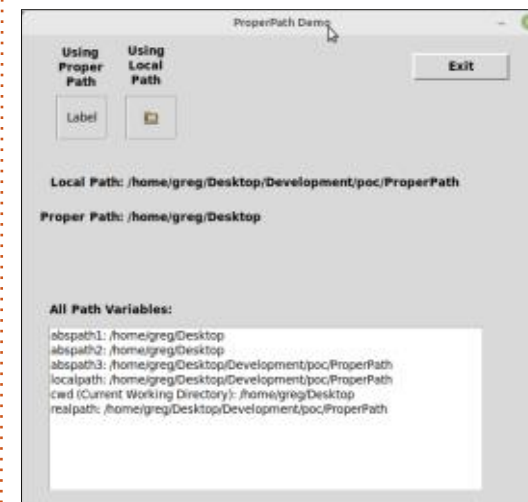 ProperPath Demo
Using Proper Path
Using Local Path
Exit
Label
Local Path: /home/greg/Desktop/Development/poc/ProperPath
Proper Path: /home/greg/Desktop
All Path Variables:
abspath1: /home/greg/Desktop
abspath2: /home/greg/Desktop
abspath3: /home/greg/Desktop/Development/poc/ProperPath
localpath: /home/greg/Desktop/Development/poc/ProperPath
cwd (Current Working Directory): /home/greg/Desktop
realpath: /home/greg/Desktop/Development/poc/ProperPath